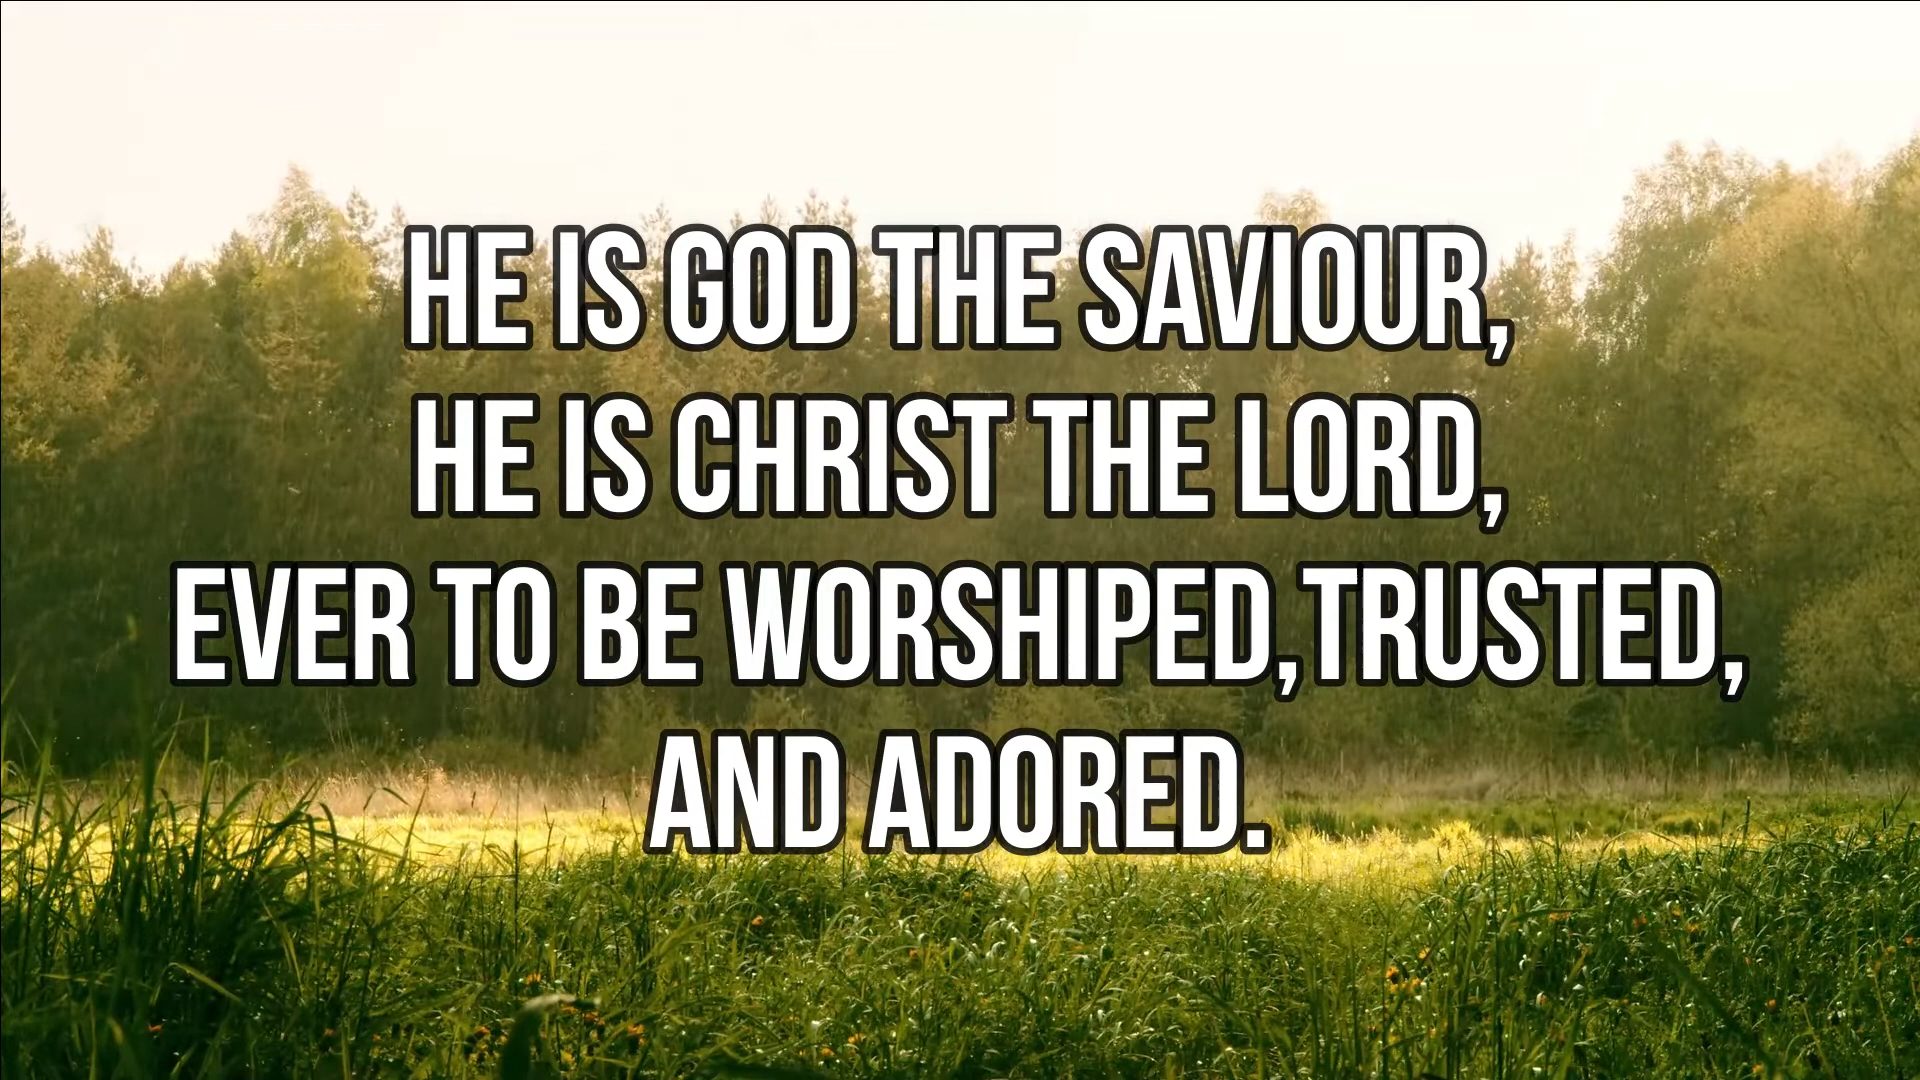 HE IS GOD THE SAVIOUR,
HE IS CHRIST THE LORD,
EVER TO BE WORSHIPED,TRUSTED,
AND ADORED.